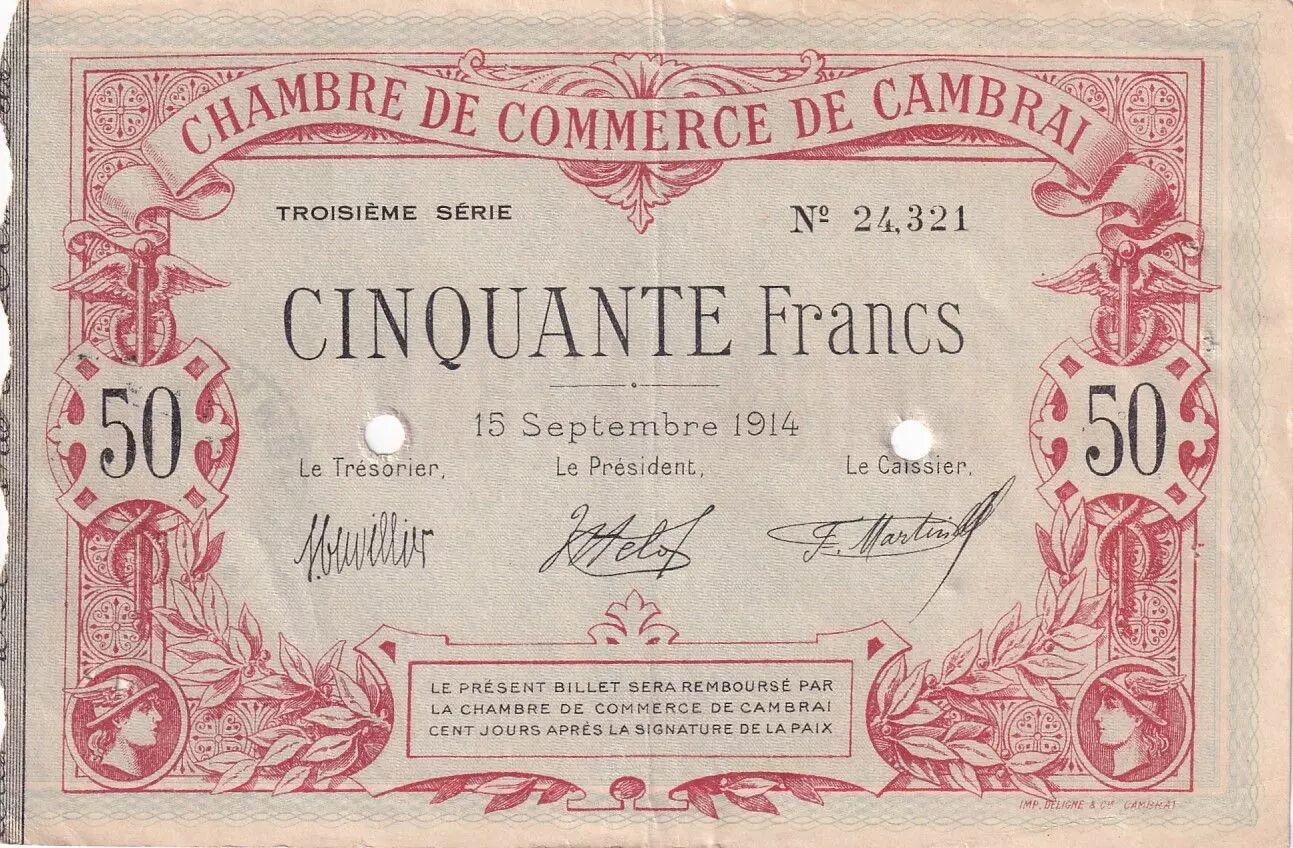 CHAMBRE DE COMMERCE DE CAMBRAI
TROISIÈME SÉRIE
Nº 24,321
CINQUANTE Francs
50
50
15 Septembre 1914
Le Trésorier,
Le Président,
Le Caissier,
F. Martin
LE PRÉSENT BILLET SERA REMBOURSÉ PAR
LA CHAMBRE DE COMMERCE DE CAMBRAI
CENT JOURS APRÈS LA SIGNATURE DE LA PAIX
IMP. DELIGNE & Cie CAMBRAI